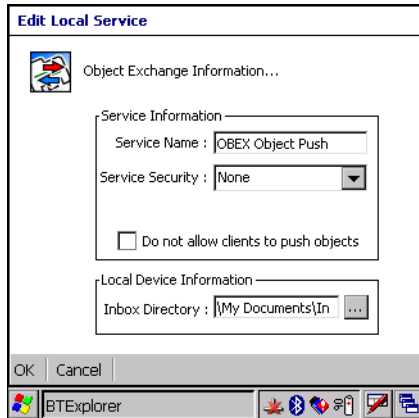 Edit Local Service
Object Exchange Information...
Service Information
Service Name : OBEX Object Push
Service Security : None
Do not allow clients to push objects
Local Device Information
Inbox Directory : \My Documents\In ...
OK Cancel
BTExplorer